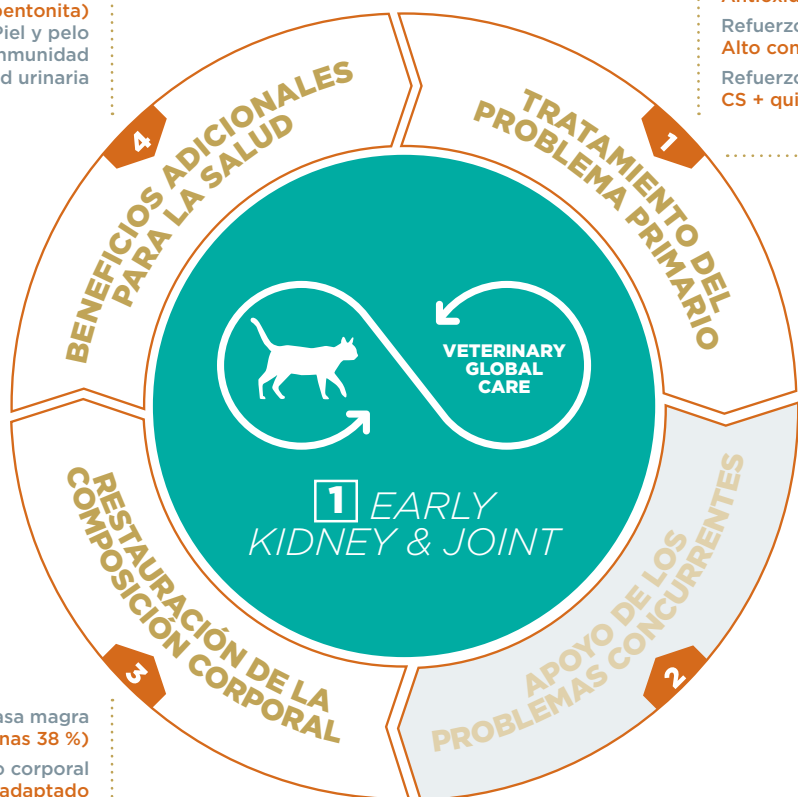 bentonita)
Piel y pelo
d urinaria
Refuerzo
Alto con
Refuerzo
CS + qui
4
BENEFICIOS ADICIONALES
PARA LA SALUD
1
TRATAMIENTO DEL
PROBLEMA PRIMARIO
VETERINARY
GLOBAL
CARE
1 EARLY
KIDNEY & JOINT
3
RESTAURACIÓN DE LA
COMPOSICIÓN CORPORAL
2
APOYO DE LOS
PROBLEMAS CONCURRENTES
asa magra
nas 38 %)
o corporal
adaptado